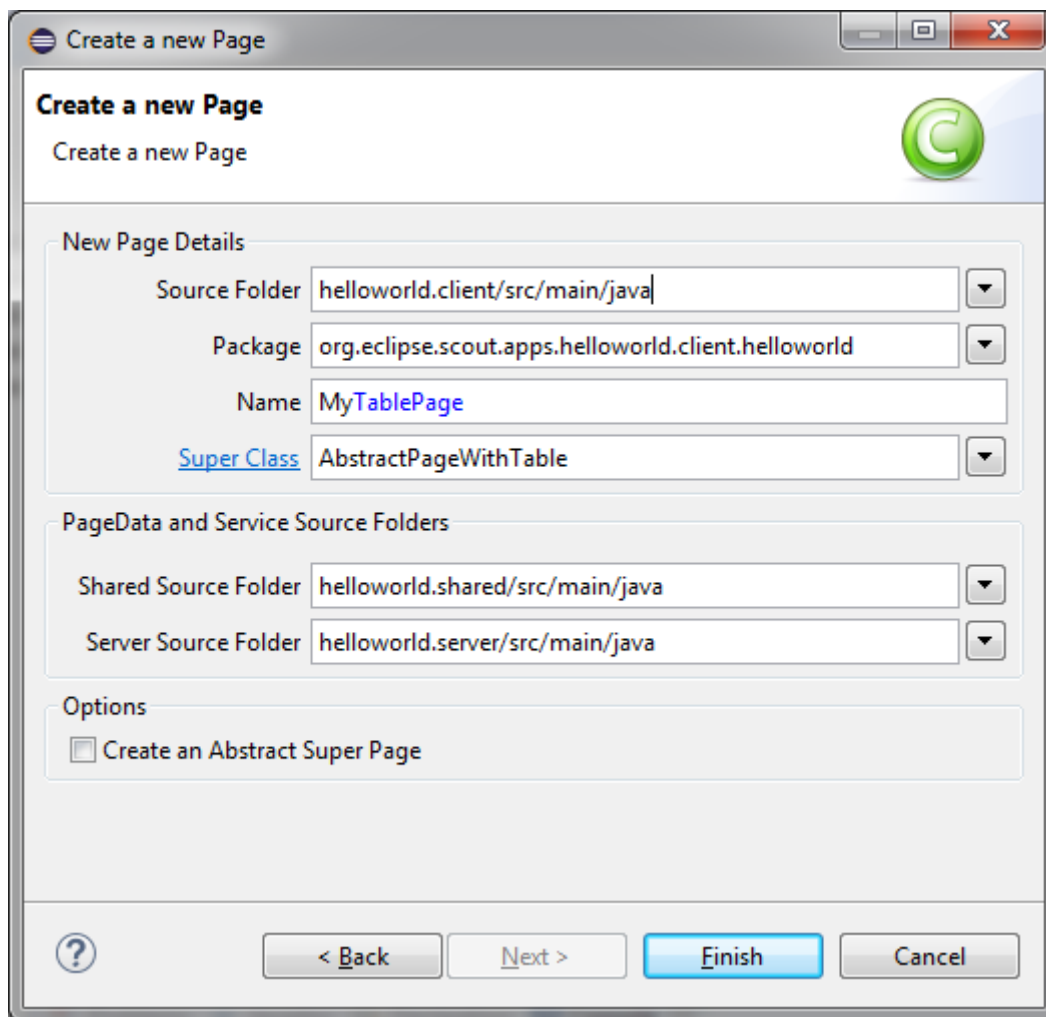 Create a new Page
Create a new Page
Create a new Page
C
New Page Details
Source Folder helloworld.client/src/main/java
Package org.eclipse.scout.apps.helloworld.client.helloworld
Name MyTablePage
Super Class AbstractPageWithTable
PageData and Service Source Folders
Shared Source Folder helloworld.shared/src/main/java
Server Source Folder helloworld.server/src/main/java
Options
Create an Abstract Super Page
? < Back Next > Finish Cancel